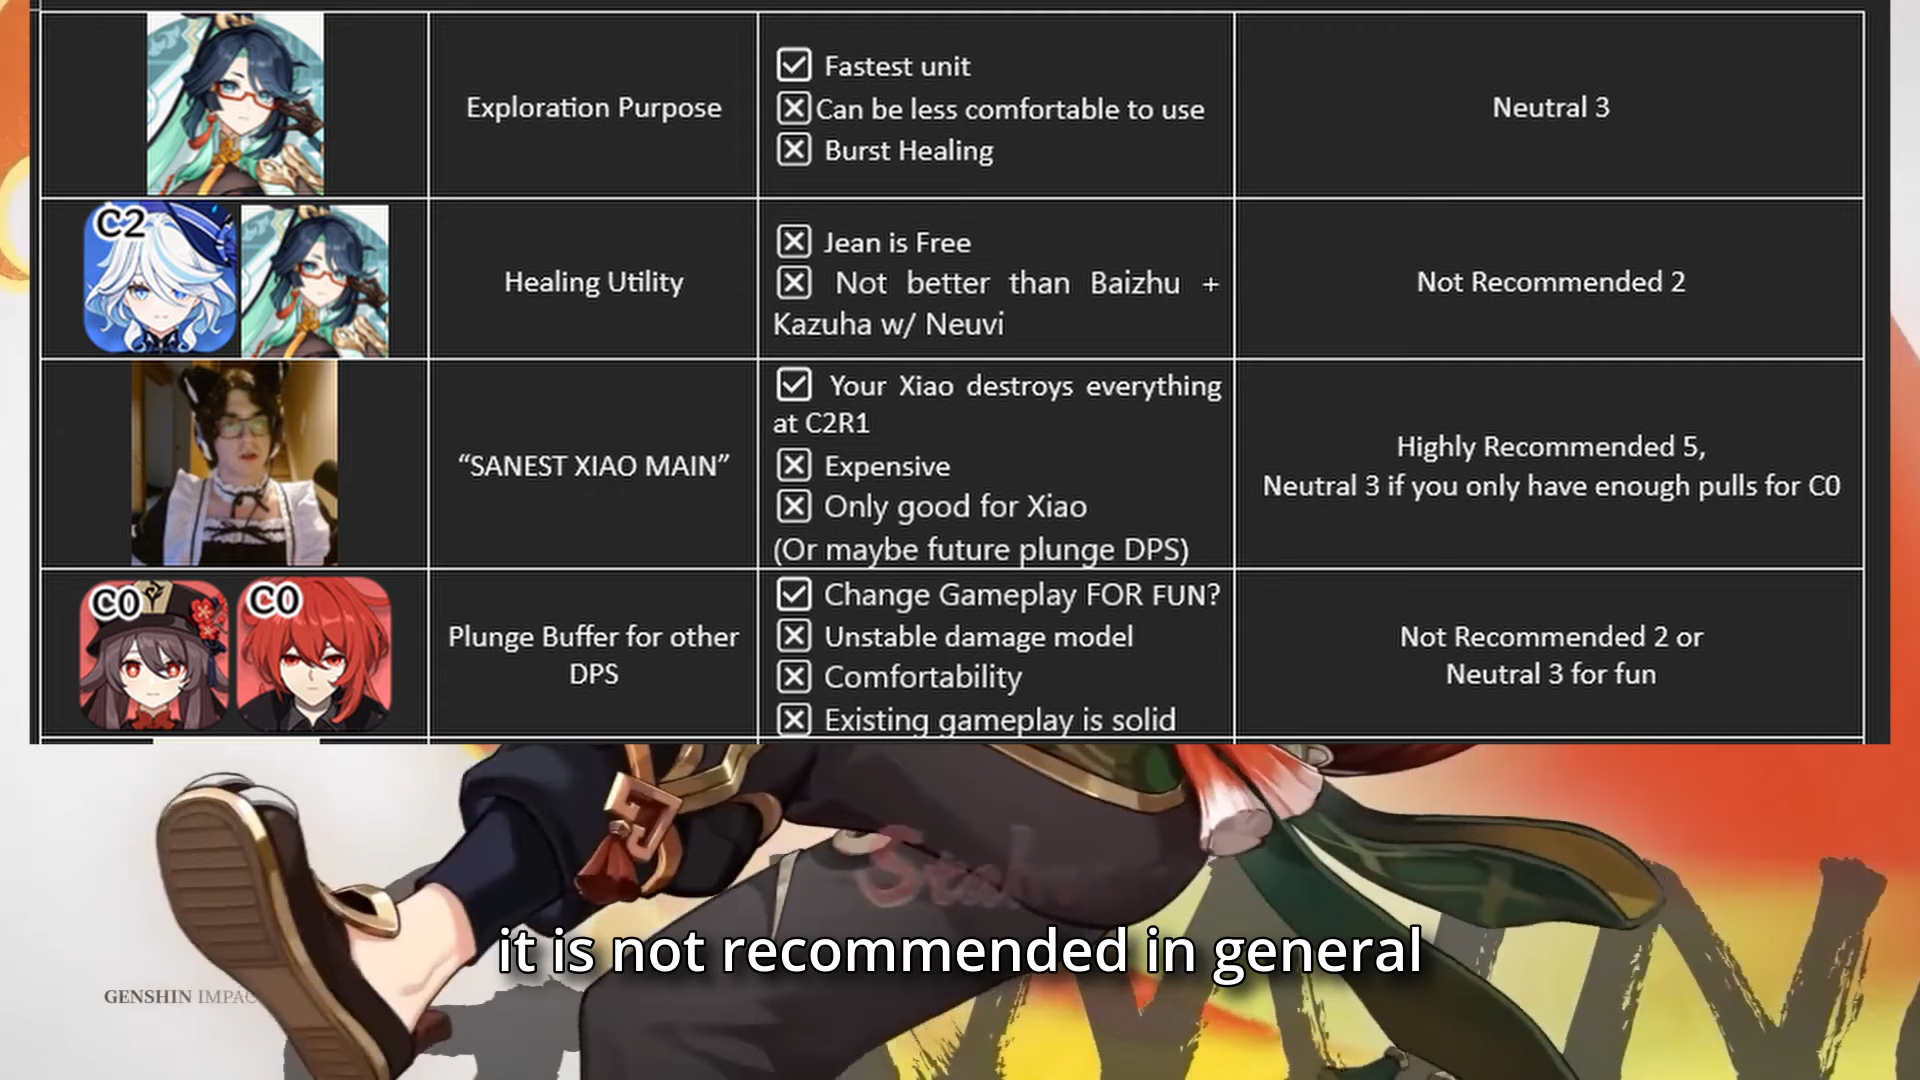 Exploration Purpose
Fastest unit
Can be less comfortable to use
Burst Healing
Neutral 3
C2
Healing Utility
Jean is Free
Not better than Baizhu +
Kazuha w/ Neuvi
Not Recommended 2
“SANEST XIAO MAIN”
Your Xiao destroys everything
at C2R1
Expensive
Only good for Xiao
(Or maybe future plunge DPS)
Highly Recommended 5,
Neutral 3 if you only have enough pulls for C0
C0
C0
Plunge Buffer for other
DPS
Change Gameplay FOR FUN?
Unstable damage model
Comfortability
Existing gameplay is solid
Not Recommended 2 or
Neutral 3 for fun
it is not recommended in general
GENSHIN IMPAC